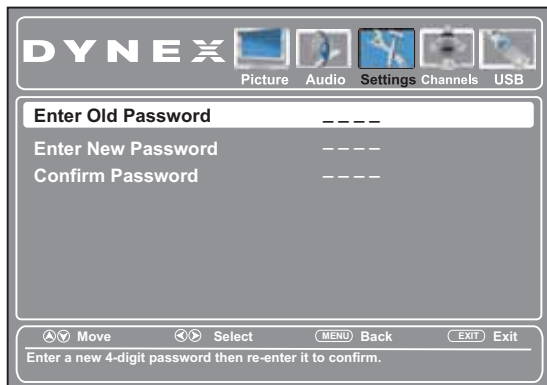 DYNEX
Picture Audio Settings Channels USB
Enter Old Password _ _ _ _
Enter New Password _ _ _ _
Confirm Password _ _ _ _
Move Select MENU Back EXIT Exit
Enter a new 4-digit password then re-enter it to confirm.